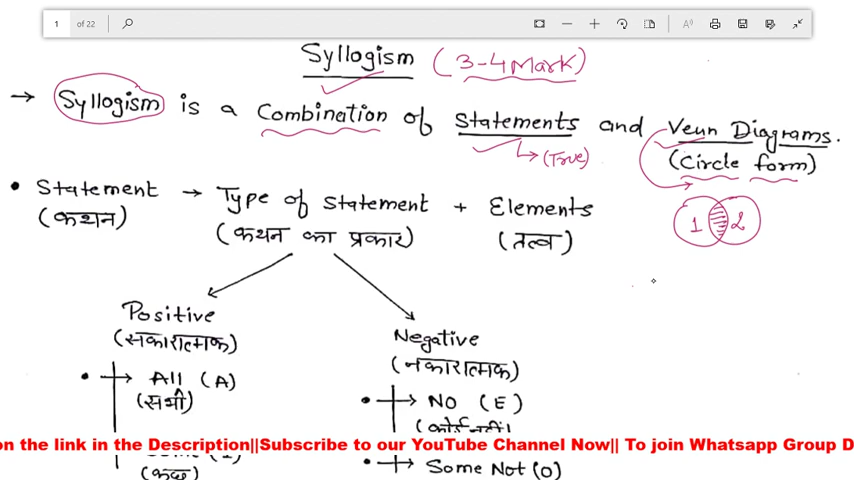 1 of 22
Syllogism (3-4 Mark)
→ Syllogism is a Combination of Statements and Venn Diagrams.
→(True) (Circle form)
1 2
• Statement → Type of Statement + Elements
(कथन) (कथन का प्रकार) (तत्व)
Positive
(सकारात्मक)
Negative
(नकारात्मक)
• → All (A)
(सभी)
• → NO (E)
(कोई नहीं)
on the link in the Description||Subscribe to our YouTube Channel Now|| To join Whatsapp Group D
(कुछ)
• → Some Not (O)